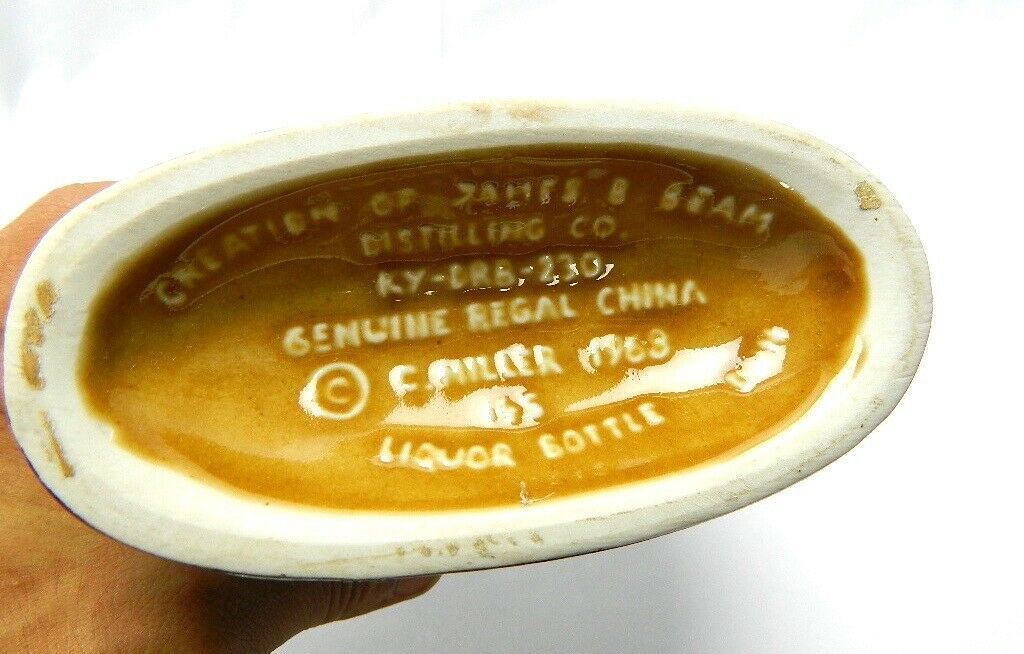 CREATION OF JAMES B BEAM
DISTILLING CO.
KY-DRB-230
GENUINE REGAL CHINA
© C. MILLER 1983
LIQUOR BOTTLE